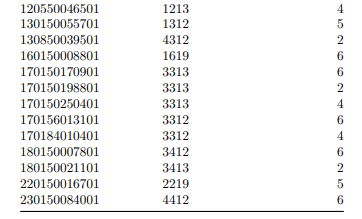 120550046501 1213 4
130150055701 1312 5
130850039501 4312 2
160150008801 1619 6
170150170901 3313 6
170150198801 3313 2
170150250401 3313 4
170156013101 3312 6
170184010401 3312 4
180150007801 3412 6
180150021101 3413 2
220150016701 2219 5
230150084001 4412 6